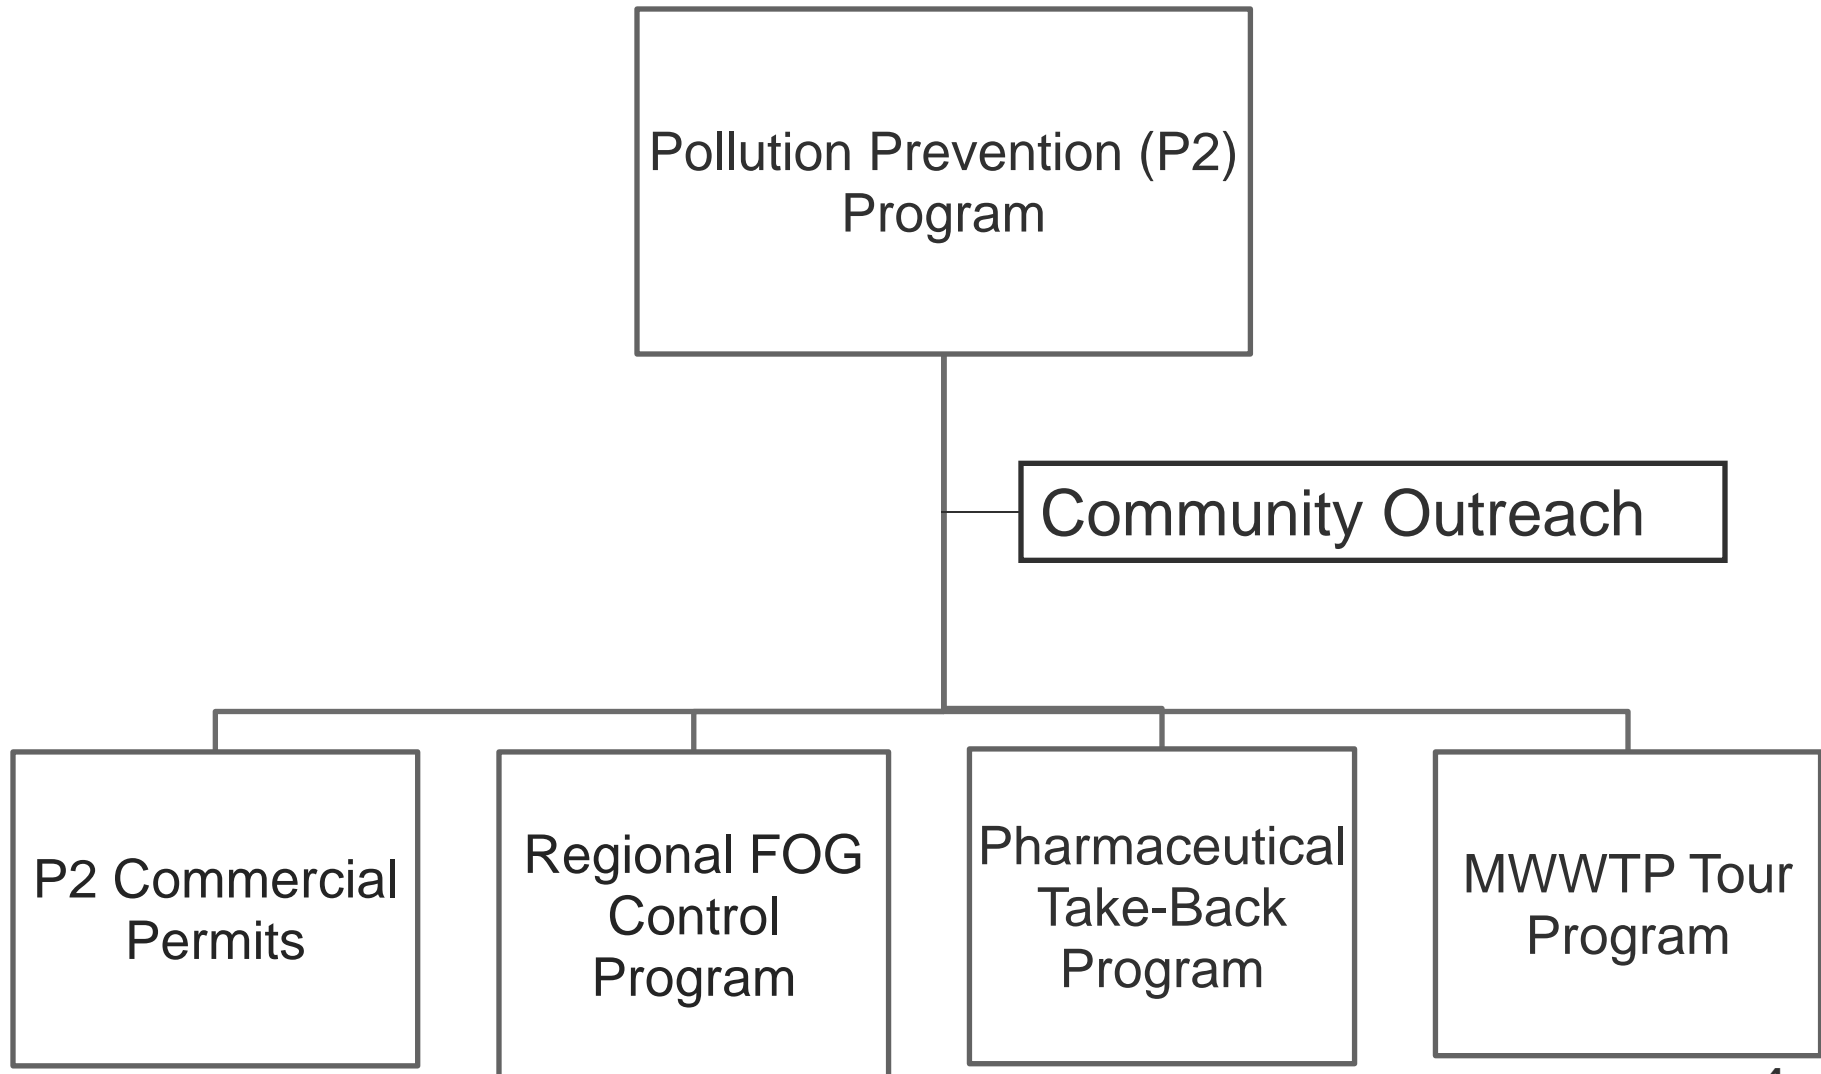 Pollution Prevention (P2)
Program
Community Outreach
P2 Commercial
Permits
Regional FOG
Control
Program
Pharmaceutical
Take-Back
Program
MWWTP Tour
Program